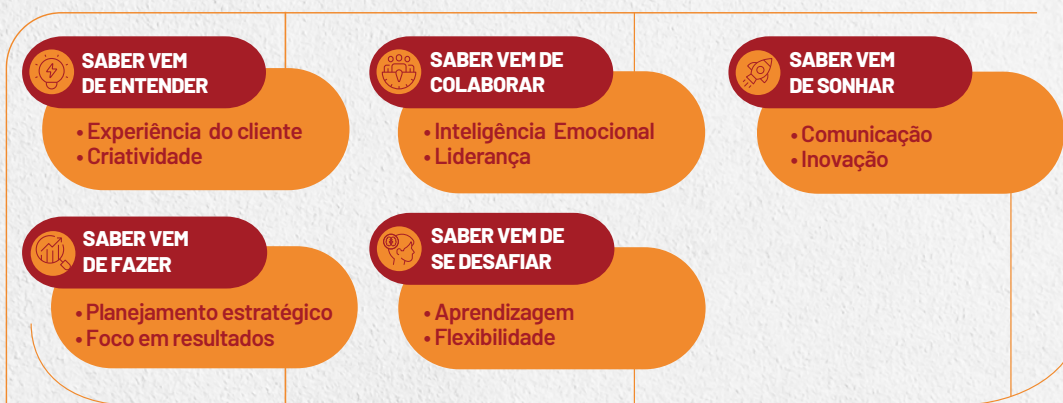 SABER VEM
DE ENTENDER
• Experiência do cliente
• Criatividade
SABER VEM DE
COLABORAR
• Inteligência Emocional
• Liderança
SABER VEM
DE SONHAR
• Comunicação
• Inovação
SABER VEM
DE FAZER
• Planejamento estratégico
• Foco em resultados
SABER VEM DE
SE DESAFIAR
• Aprendizagem
• Flexibilidade